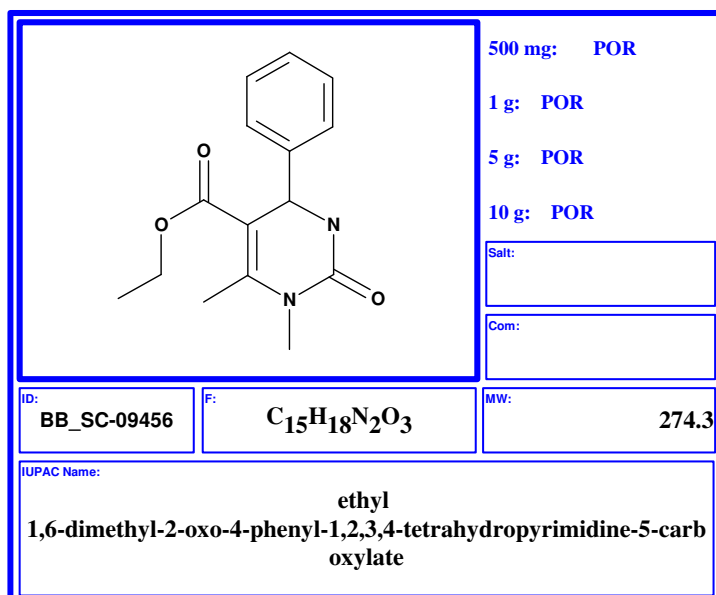 500 mg: POR
1 g: POR
5 g: POR
10 g: POR
O
O
N
N
O
Salt:
Com:
ID:
BB_SC-09456
F:
C15H18N2O3
MW:
274.3
IUPAC Name:
ethyl
1,6-dimethyl-2-oxo-4-phenyl-1,2,3,4-tetrahydropyrimidine-5-carb
oxylate